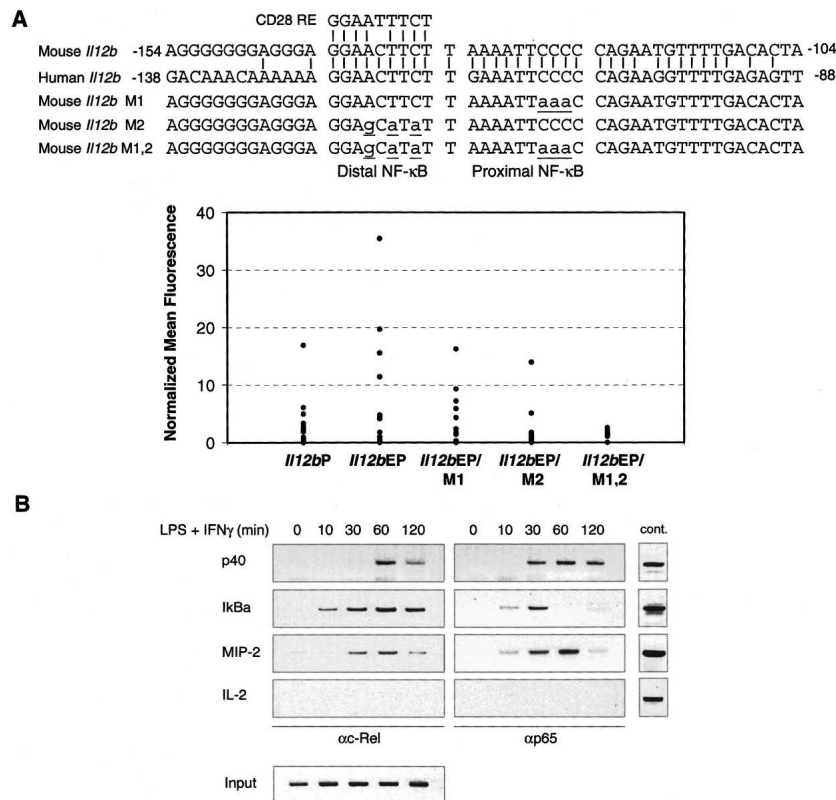 A
CD28 RE GGAATTTCT
Mouse Il12b -154 AGGGGGGGAGGGA GGAACTTCT T AAAATTCCCC CAGAATGTTTTGACACTA -104
Human Il12b -138 GACAAACAAAAAA GGAACTTCT T GAAATTCCCC CAGAAGGTTTTGAGAGTT -88
Mouse Il12b M1 AGGGGGGGAGGGA GGAACTTCT T AAAATTaaaC CAGAATGTTTTGACACTA
Mouse Il12b M2 AGGGGGGGAGGGA GGAgCaTaT T AAAATTCCCC CAGAATGTTTTGACACTA
Mouse Il12b M1,2 AGGGGGGGAGGGA GGAgCaTaT T AAAATTaaaC CAGAATGTTTTGACACTA
Distal NF-κB Proximal NF-κB
Normalized Mean Fluorescence
40
30
20
10
0
Il12bP Il12bEP Il12bEP/ Il12bEP/ Il12bEP/
M1 M2 M1,2
B
LPS + IFNγ (min) 0 10 30 60 120 0 10 30 60 120 cont.
p40
IkBa
MIP-2
IL-2
αc-Rel αp65
Input